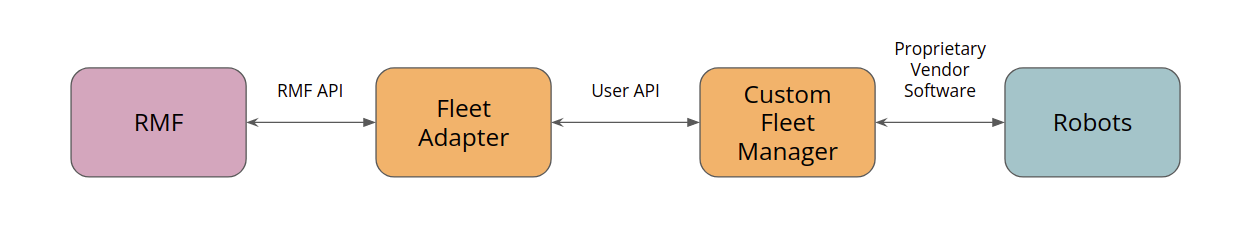 RMF
RMF API
Fleet
Adapter
User API
Custom
Fleet
Manager
Proprietary
Vendor
Software
Robots